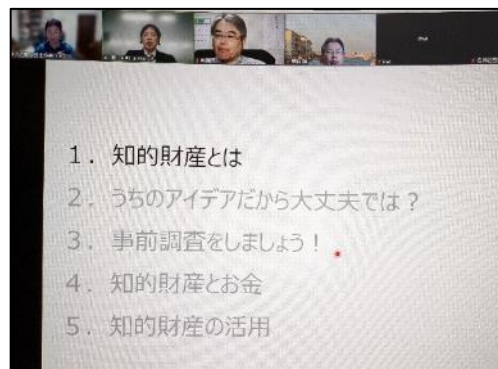 1． 知的財産とは
2． うちのアイデアだから大丈夫では？
3． 事前調査をしましょう！
4． 知的財産とお金
5． 知的財産の活用